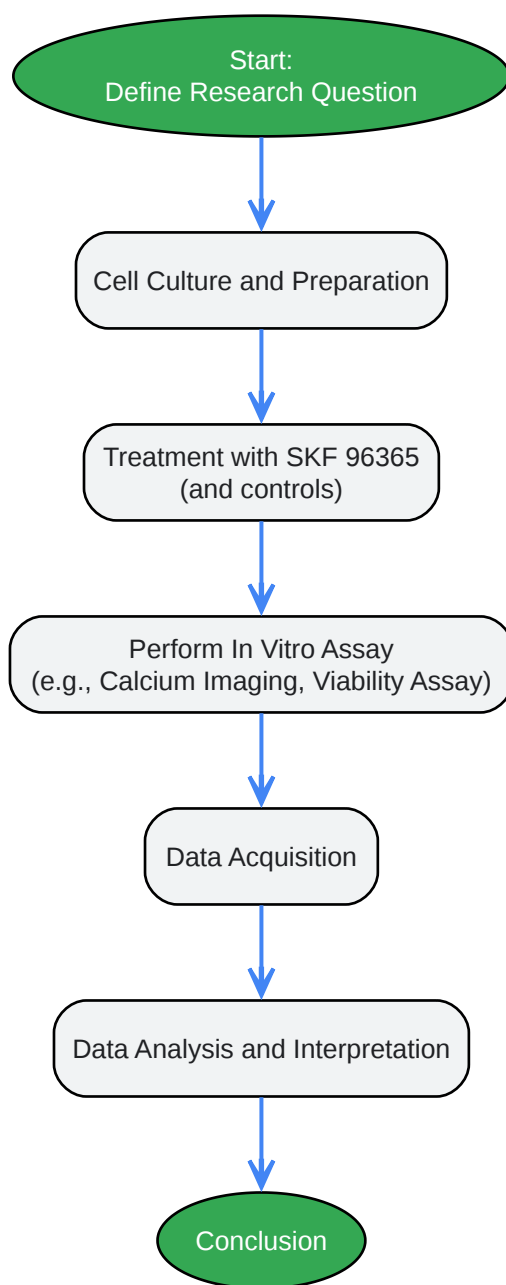 Start:
Define Research Question
Cell Culture and Preparation
Treatment with SKF 96365
(and controls)
Perform In Vitro Assay
(e.g., Calcium Imaging, Viability Assay)
Data Acquisition
Data Analysis and Interpretation
Conclusion